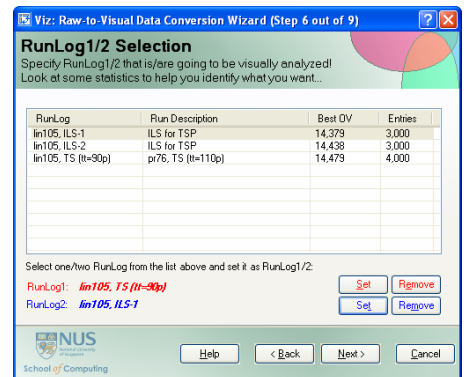 Viz: Raw-to-Visual Data Conversion Wizard (Step 6 out of 9)
RunLog1/2 Selection
Specify RunLog1/2 that is/are going to be visually analyzed!
Look at some statistics to help you identify what you want...
RunLog Run Description Best OV Entries
lin105, ILS-1 ILS for TSP 14,379 3,000
lin105, ILS-2 ILS for TSP 14,438 3,000
lin105, TS (tt=90p) pr76, TS (tt=110p) 14,479 4,000
Select one/two RunLog from the list above and set it as RunLog1/2:
RunLog1: lin105, TS (tt=90p) Set Remove
RunLog2: lin105, ILS-1 Set Remove
NUS
School of Computing
Help < Back Next > Cancel